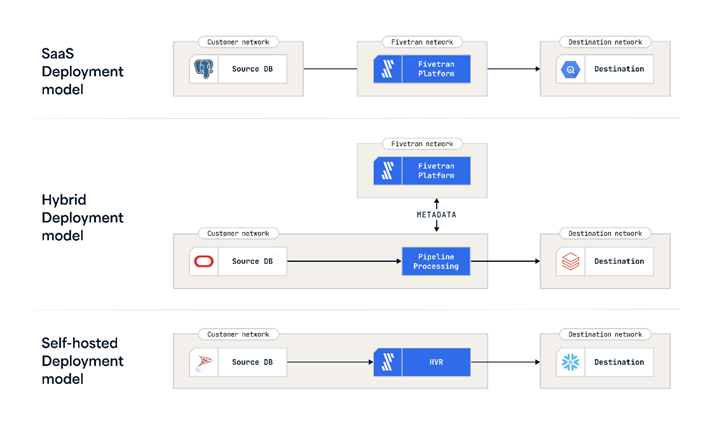 SaaS
Deployment
model
Customer network
Source DB
Fivetran network
Fivetran
Platform
Destination network
Destination
Hybrid
Deployment
model
Fivetran network
Fivetran
Platform
METADATA
Customer network
Source DB
Pipeline
Processing
Destination network
Destination
Self-hosted
Deployment
model
Customer network
Source DB
HVR
Destination network
Destination